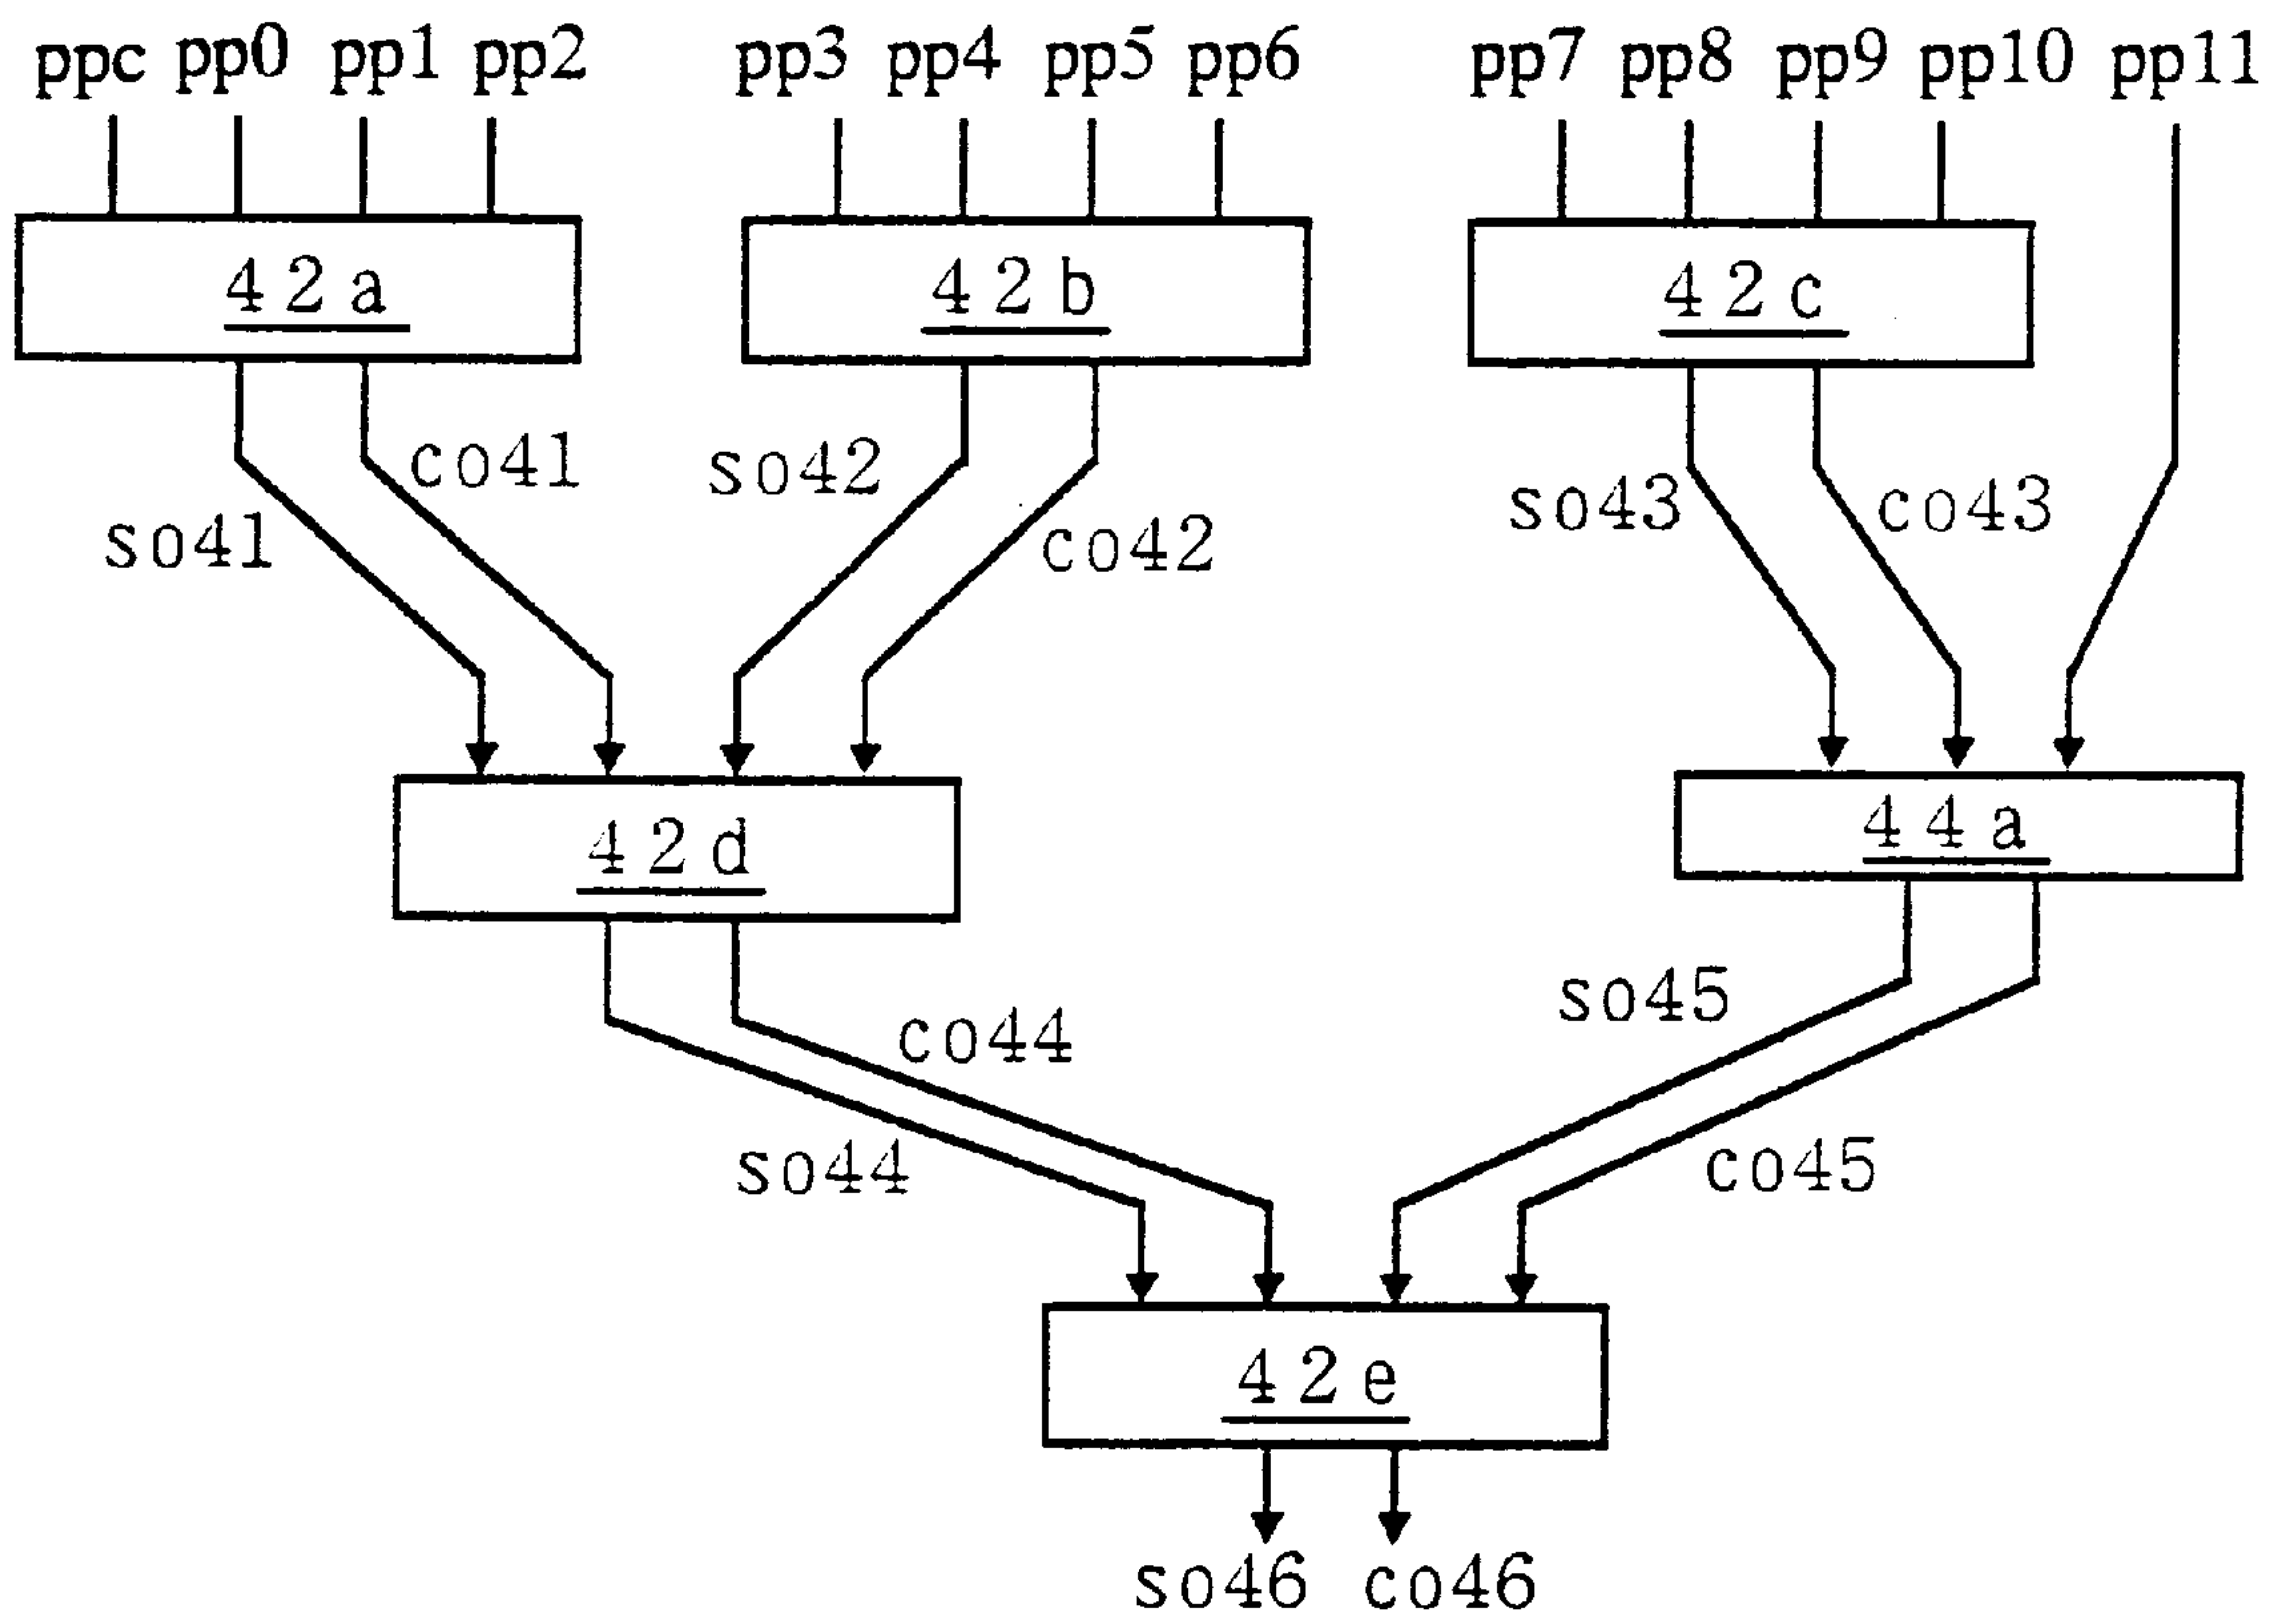 ppc pp0 pp1 pp2 pp3 pp4 pp5 pp6 pp7 pp8 pp9 pp10 pp11
42a 42b 42c
so41 co41 so42 co42 so43 co43
42d 44a
so44 co44 so45 co45
42e
so46 co46